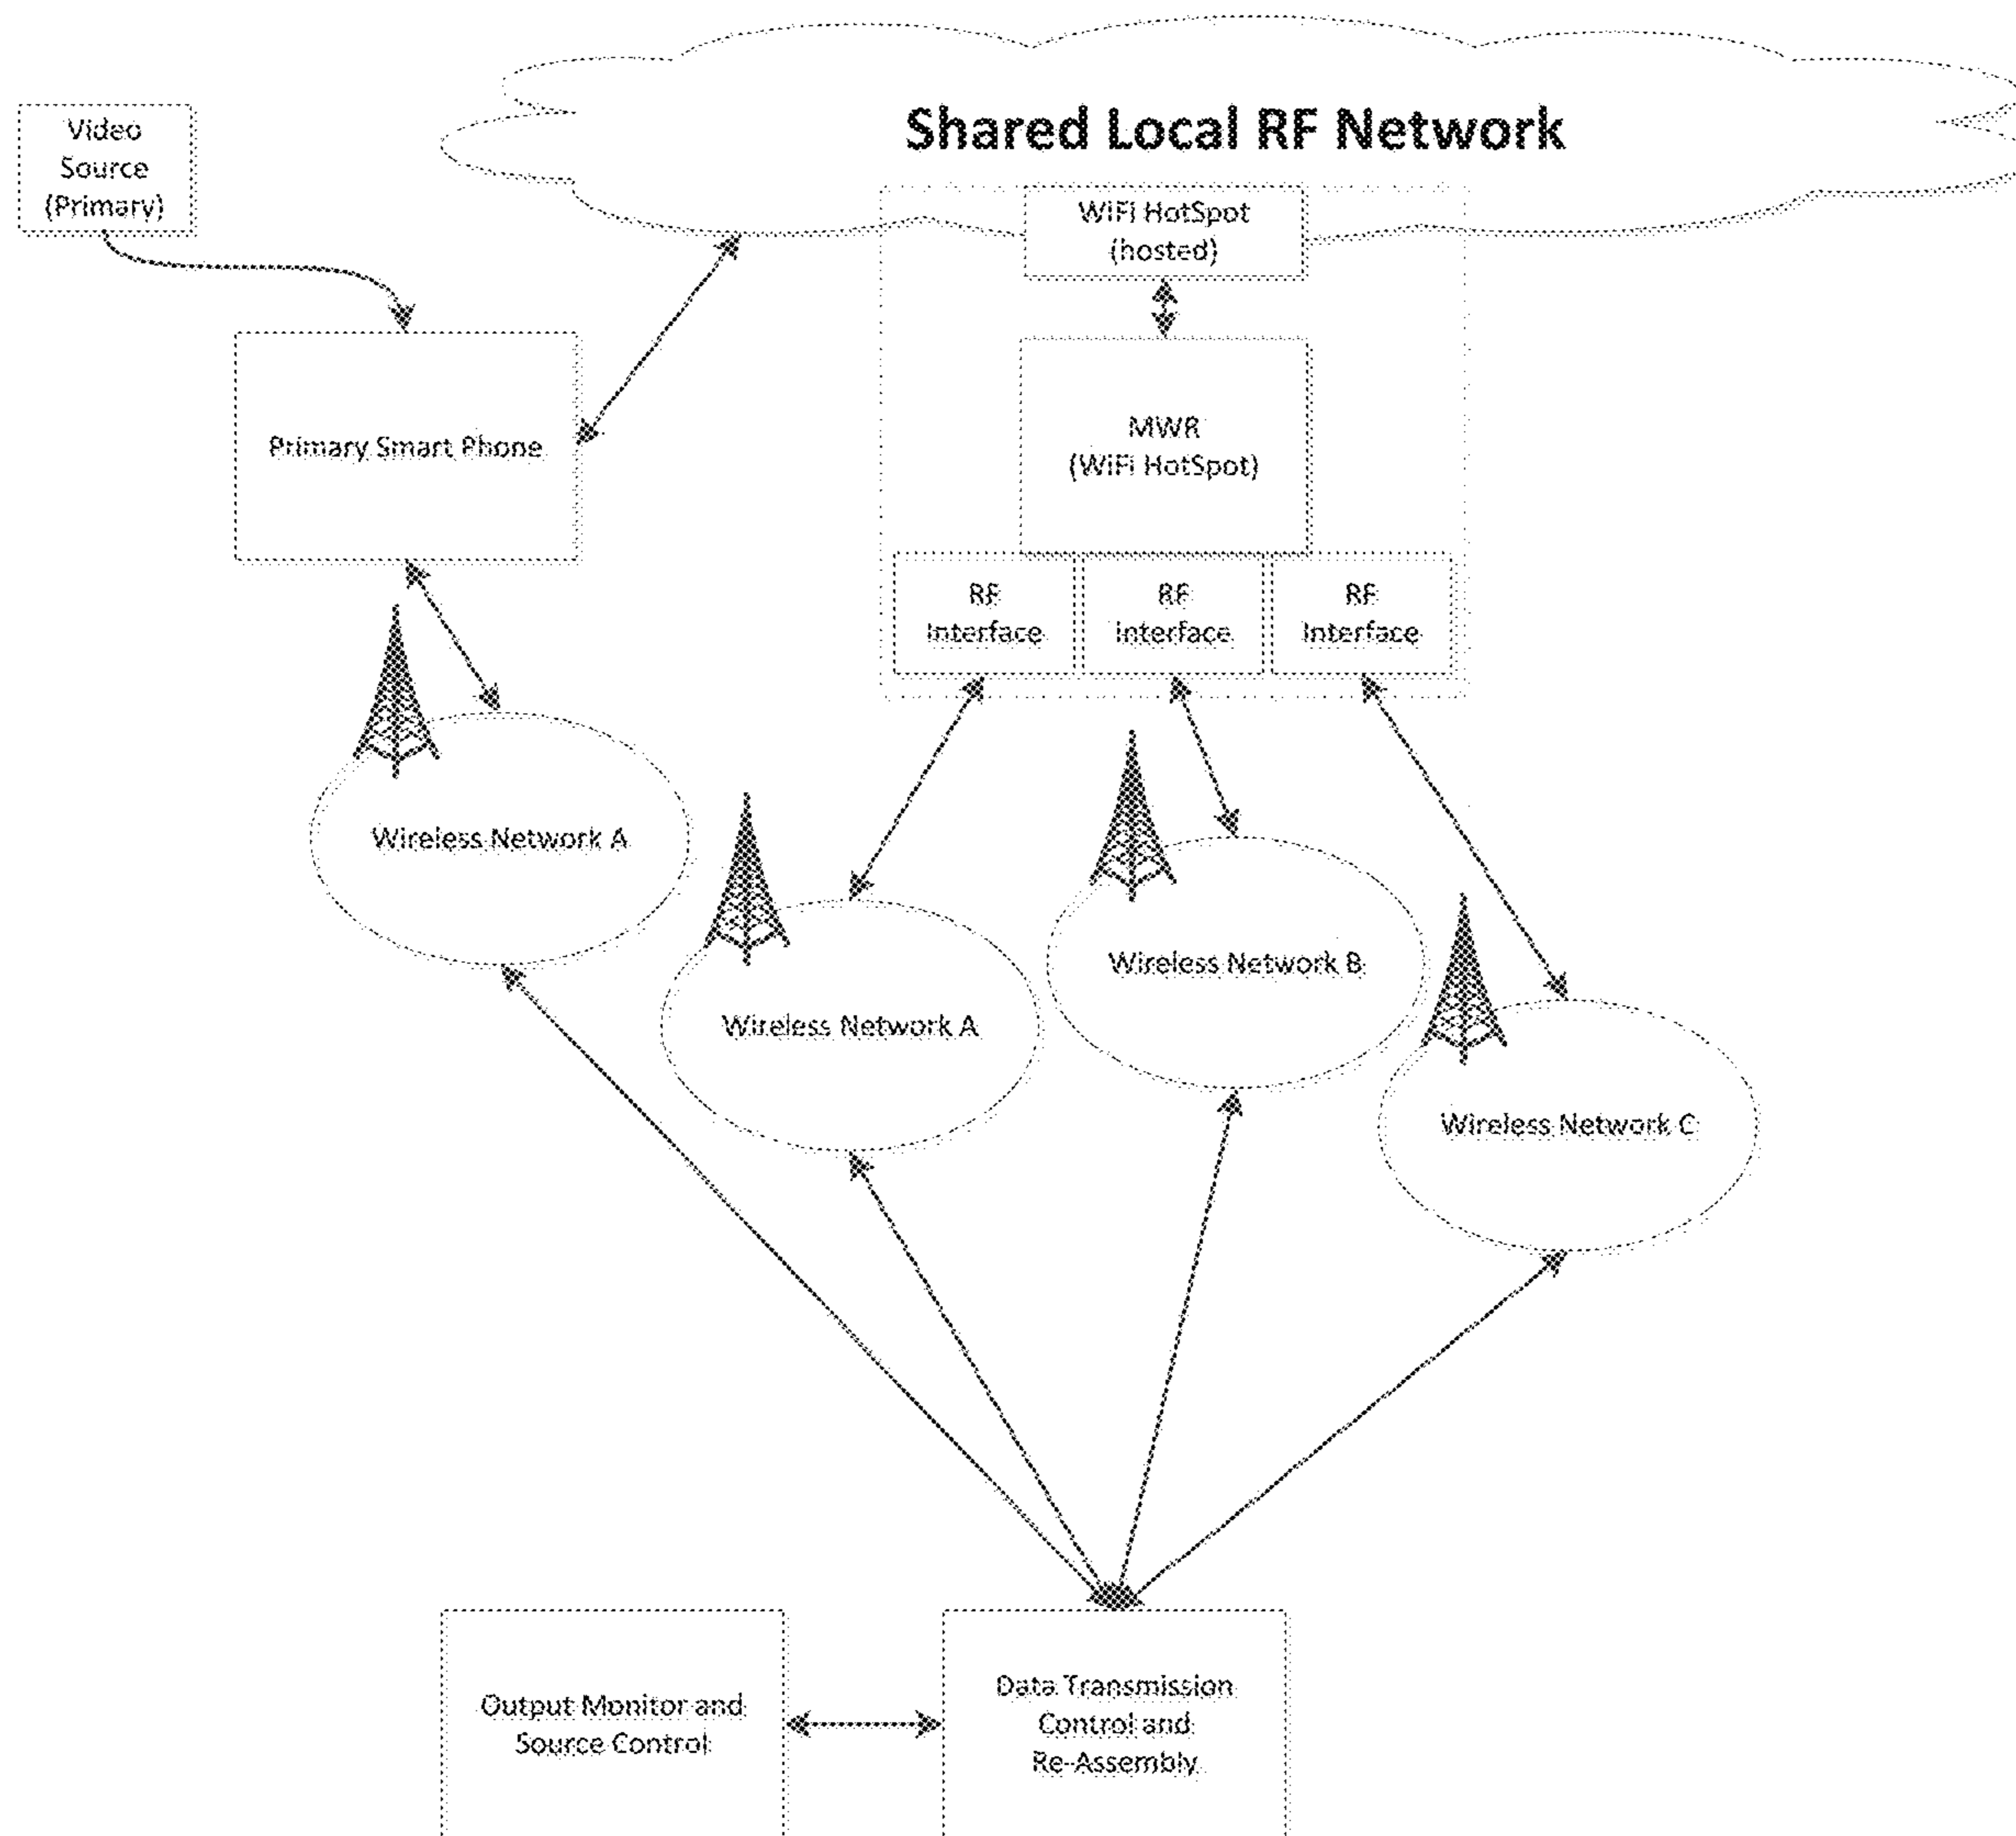 Shared Local RF Network
Video
Source
(Primary)
WiFi HotSpot
(hosted)
Primary Smart Phone
MWR
(WiFi HotSpot)
RF
Interface
RF
Interface
RF
Interface
Wireless Network A
Wireless Network A
Wireless Network B
Wireless Network C
Output Monitor and
Source Control
Data Transmission
Control and
Re-Assembly